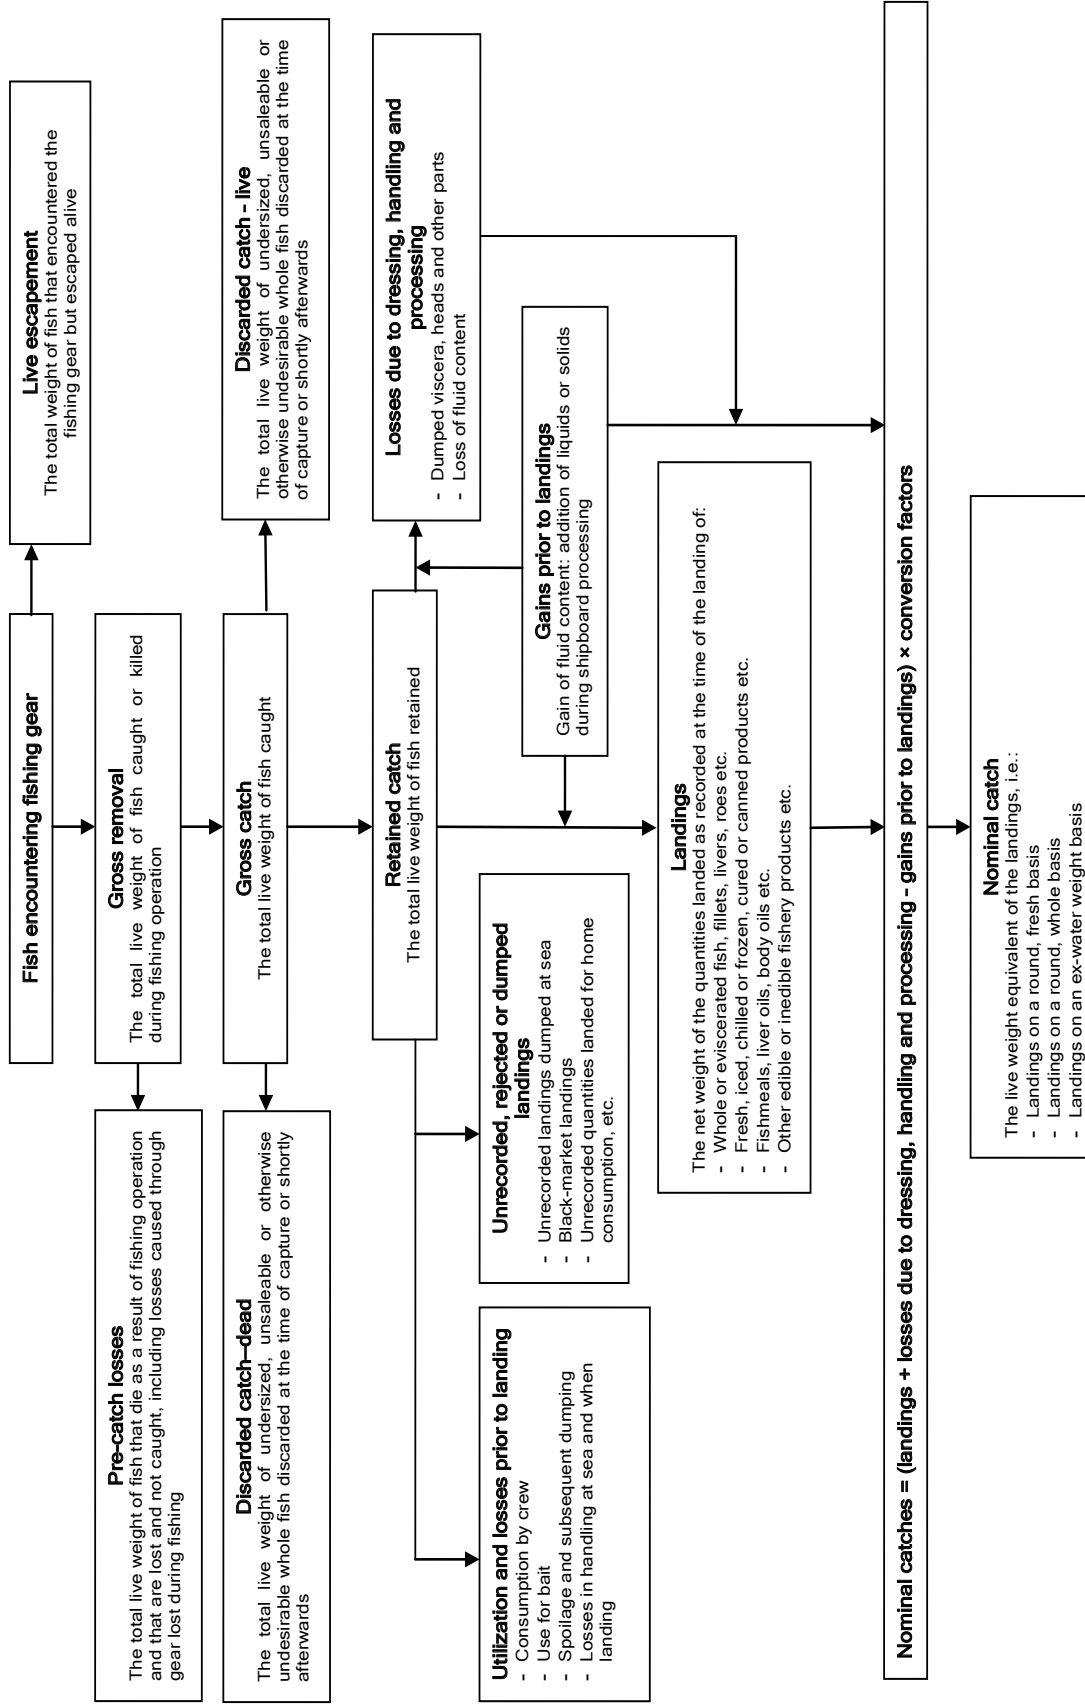 Fish encountering fishing gear
Live escapement
The total weight of fish that encountered the
fishing gear but escaped alive
Gross removal
The total live weight of fish caught or killed
during fishing operation
Pre-catch losses
The total live weight of fish that die as a result of fishing operation
and that are lost and not caught, including losses caused through
gear lost during fishing
Gross catch
The total live weight of fish caught
Discarded catch–dead
The total live weight of undersized, unsaleable or otherwise
undesirable whole fish discarded at the time of capture or shortly
afterwards
Discarded catch - live
The total live weight of undersized, unsaleable or
otherwise undesirable whole fish discarded at the time
of capture or shortly afterwards
Retained catch
The total live weight of fish retained
Losses due to dressing, handling and
processing
- Dumped viscera, heads and other parts
- Loss of fluid content
Utilization and losses prior to landing
- Consumption by crew
- Use for bait
- Spoilage and subsequent dumping
- Losses in handling at sea and when
landing
Unrecorded, rejected or dumped
landings
- Unrecorded landings dumped at sea
- Black-market landings
- Unrecorded quantities landed for home
consumption, etc.
Gains prior to landings
Gain of fluid content: addition of liquids or solids
during shipboard processing
Landings
The net weight of the quantities landed as recorded at the time of the landing of:
- Whole or eviscerated fish, fillets, livers, roes etc.
- Fresh, iced, chilled or frozen, cured or canned products etc.
- Fishmeals, liver oils, body oils etc.
- Other edible or inedible fishery products etc.
Nominal catches = (landings + losses due to dressing, handling and processing - gains prior to landings) × conversion factors
Nominal catch
The live weight equivalent of the landings, i.e.:
- Landings on a round, fresh basis
- Landings on a round, whole basis
- Landings on an ex-water weight basis